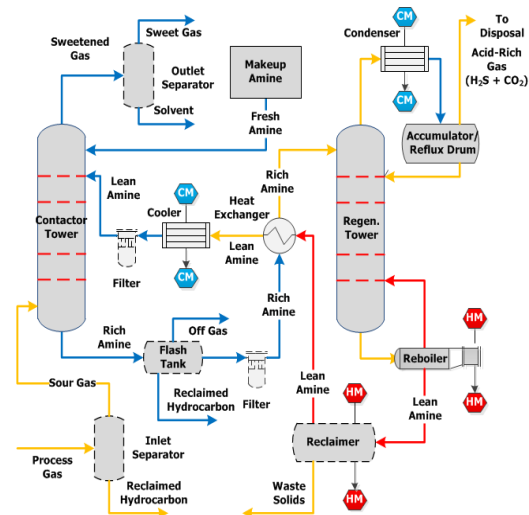 Sweetened
Gas
Sweet Gas
Outlet
Separator
Solvent
Makeup
Amine
Fresh
Amine
Condenser
CM
CM
To
Disposal
Acid-Rich
Gas
(H₂S + CO₂)
Accumulator/
Reflux Drum
Rich
Amine
Lean
Amine
Cooler
CM
CM
Heat
Exchanger
Lean
Amine
Filter
Contactor
Tower
Regen.
Tower
Rich
Amine
Rich
Amine
Off Gas
Flash
Tank
Filter
Reclaimed
Hydrocarbon
Sour Gas
HM
Reboiler
HM
Lean
Amine
Lean
Amine
HM
Reclaimer
HM
Inlet
Separator
Process
Gas
Reclaimed
Hydrocarbon
Waste
Solids